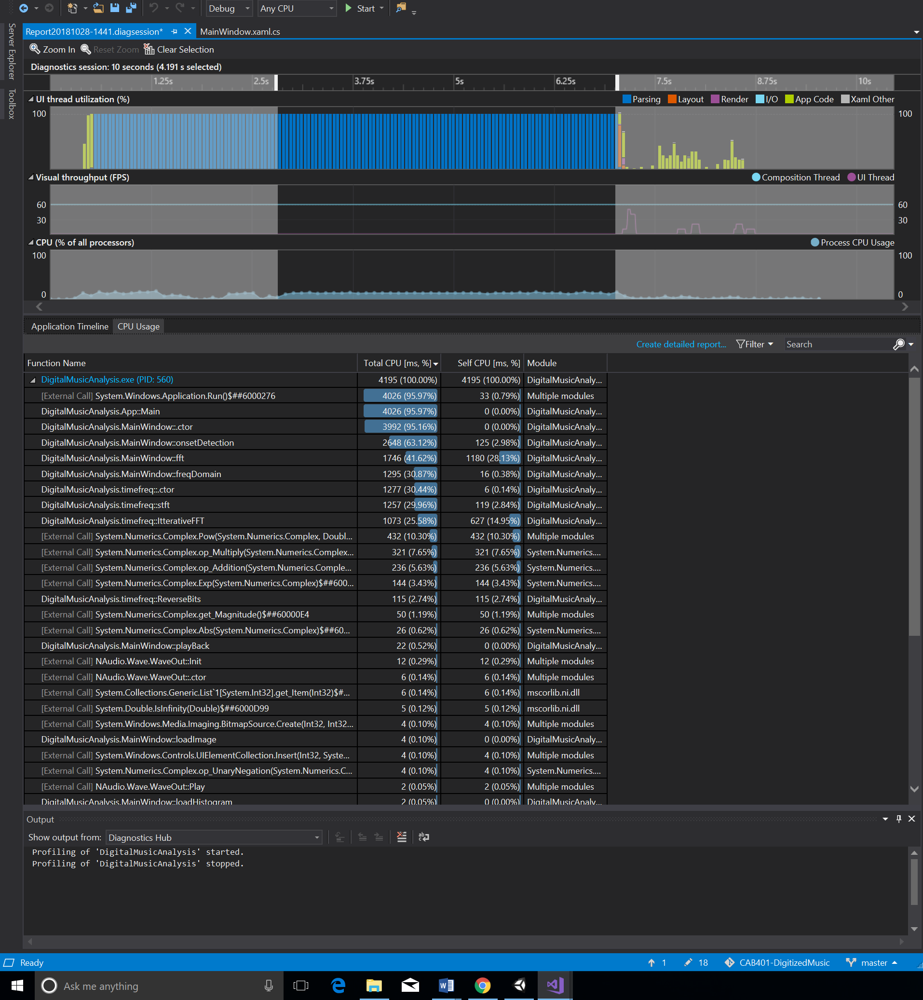 Debug Any CPU Start
Server Explorer
Toolbox
Report20181028-1441.diagsession* MainWindow.xaml.cs
Zoom In Reset Zoom Clear Selection
Diagnostics session: 10 seconds (4.191 s selected)
1.25s 2.5s 3.75s 5s 6.25s 7.5s 8.75s 10s
UI thread utilization (%) Parsing Layout Render I/O App Code Xaml Other
100 100
Visual throughput (FPS) Composition Thread UI Thread
60 60
30 30
CPU (% of all processors) Process CPU Usage
100 100
0 0
Application Timeline CPU Usage
Create detailed report... Filter Search
Function Name Total CPU [ms, %] Self CPU [ms, %] Module
DigitalMusicAnalysis.exe (PID: 560) 4195 (100.00%) 4195 (100.00%) DigitalMusicAnaly...
[External Call] System.Windows.Application.Run()$##6000276 4026 (95.97%) 33 (0.79%) Multiple modules
DigitalMusicAnalysis.App::Main 4026 (95.97%) 0 (0.00%) DigitalMusicAnaly...
DigitalMusicAnalysis.MainWindow::.ctor 3992 (95.16%) 0 (0.00%) DigitalMusicAnaly...
DigitalMusicAnalysis.MainWindow::onsetDetection 2648 (63.12%) 125 (2.98%) DigitalMusicAnaly...
DigitalMusicAnalysis.MainWindow::fft 1746 (41.62%) 1180 (28.13%) DigitalMusicAnaly...
DigitalMusicAnalysis.MainWindow::freqDomain 1295 (30.87%) 16 (0.38%) DigitalMusicAnaly...
DigitalMusicAnalysis.timefreq::.ctor 1277 (30.44%) 6 (0.14%) DigitalMusicAnaly...
DigitalMusicAnalysis.timefreq::stft 1257 (29.96%) 119 (2.84%) DigitalMusicAnaly...
DigitalMusicAnalysis.timefreq::ItterativeFFT 1073 (25.58%) 627 (14.95%) DigitalMusicAnaly...
[External Call] System.Numerics.Complex.Pow(System.Numerics.Complex, Doubl... 432 (10.30%) 432 (10.30%) Multiple modules
[External Call] System.Numerics.Complex.op_Multiply(System.Numerics.Complex... 321 (7.65%) 321 (7.65%) System.Numerics....
[External Call] System.Numerics.Complex.op_Addition(System.Numerics.Comple... 236 (5.63%) 236 (5.63%) System.Numerics....
[External Call] System.Numerics.Complex.Exp(System.Numerics.Complex)$##600... 144 (3.43%) 144 (3.43%) System.Numerics....
DigitalMusicAnalysis.timefreq::ReverseBits 115 (2.74%) 115 (2.74%) DigitalMusicAnaly...
[External Call] System.Numerics.Complex.get_Magnitude()$##60000E4 50 (1.19%) 50 (1.19%) Multiple modules
[External Call] System.Numerics.Complex.Abs(System.Numerics.Complex)$##60... 26 (0.62%) 26 (0.62%) System.Numerics....
DigitalMusicAnalysis.MainWindow::playBack 22 (0.52%) 0 (0.00%) DigitalMusicAnaly...
[External Call] NAudio.Wave.WaveOut::Init 12 (0.29%) 12 (0.29%) Multiple modules
[External Call] NAudio.Wave.WaveOut::.ctor 6 (0.14%) 6 (0.14%) Multiple modules
[External Call] System.Collections.Generic.List`1[System.Int32].get_Item(Int32)$#... 6 (0.14%) 6 (0.14%) mscorlib.ni.dll
[External Call] System.Double.IsInfinity(Double)$##6000D99 5 (0.12%) 5 (0.12%) mscorlib.ni.dll
[External Call] System.Windows.Media.Imaging.BitmapSource.Create(Int32, Int32... 4 (0.10%) 4 (0.10%) Multiple modules
DigitalMusicAnalysis.MainWindow::loadImage 4 (0.10%) 0 (0.00%) DigitalMusicAnaly...
[External Call] System.Windows.Controls.UIElementCollection.Insert(Int32, Syste... 4 (0.10%) 4 (0.10%) Multiple modules
[External Call] System.Numerics.Complex.op_UnaryNegation(System.Numerics.C... 4 (0.10%) 4 (0.10%) System.Numerics....
[External Call] NAudio.Wave.WaveOut::Play 2 (0.05%) 2 (0.05%) Multiple modules
DigitalMusicAnalysis.MainWindow::loadHistogram 2 (0.05%) 0 (0.00%) DigitalMusicAnaly...
Output
Show output from: Diagnostics Hub
Profiling of 'DigitalMusicAnalysis' started.
Profiling of 'DigitalMusicAnalysis' stopped.
Ready 1 18 CAB401-DigitizedMusic master
Ask me anything